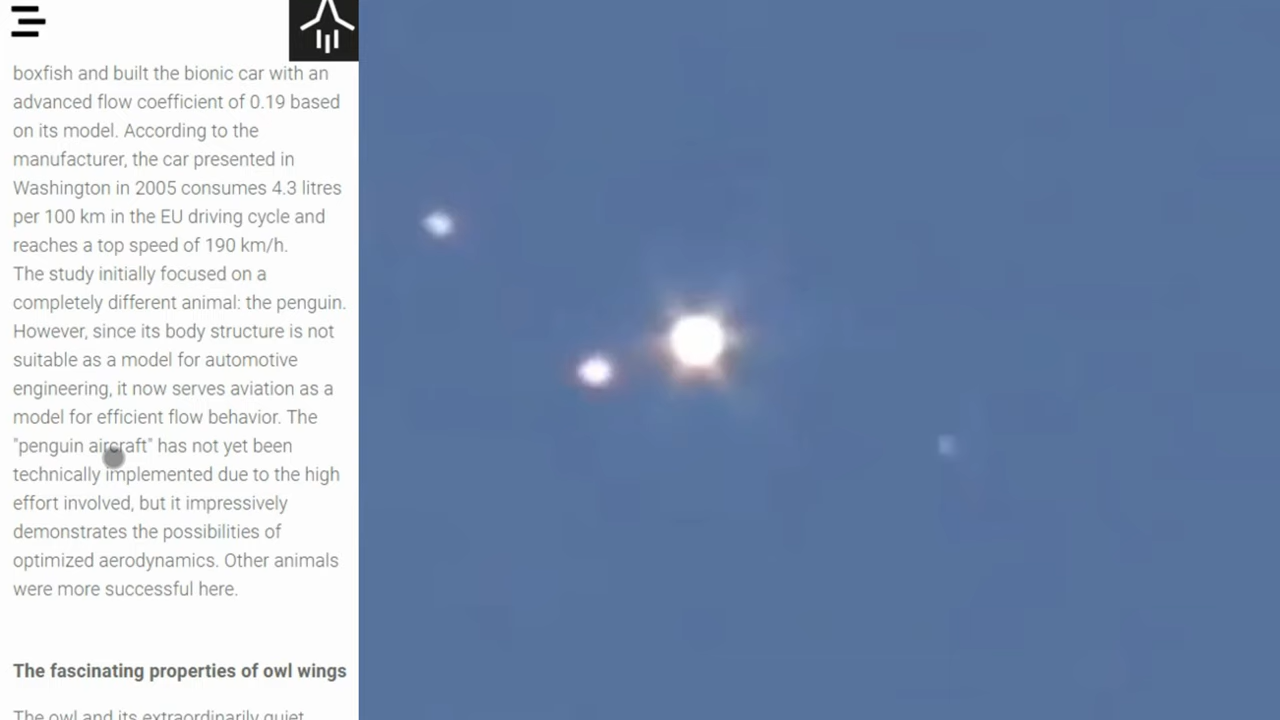 boxfish and built the bionic car with an
advanced flow coefficient of 0.19 based
on its model. According to the
manufacturer, the car presented in
Washington in 2005 consumes 4.3 litres
per 100 km in the EU driving cycle and
reaches a top speed of 190 km/h.
The study initially focused on a
completely different animal: the penguin.
However, since its body structure is not
suitable as a model for automotive
engineering, it now serves aviation as a
model for efficient flow behavior. The
"penguin aircraft" has not yet been
technically implemented due to the high
effort involved, but it impressively
demonstrates the possibilities of
optimized aerodynamics. Other animals
were more successful here.
The fascinating properties of owl wings
The owl and its extraordinarily quiet